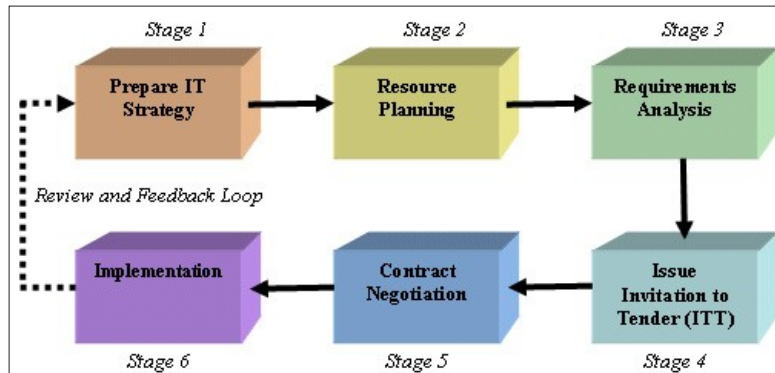 Stage 1
Stage 2
Stage 3
Prepare IT
Strategy
Resource
Planning
Requirements
Analysis
Review and Feedback Loop
Implementation
Contract
Negotiation
Issue
Invitation to
Tender (ITT)
Stage 6
Stage 5
Stage 4